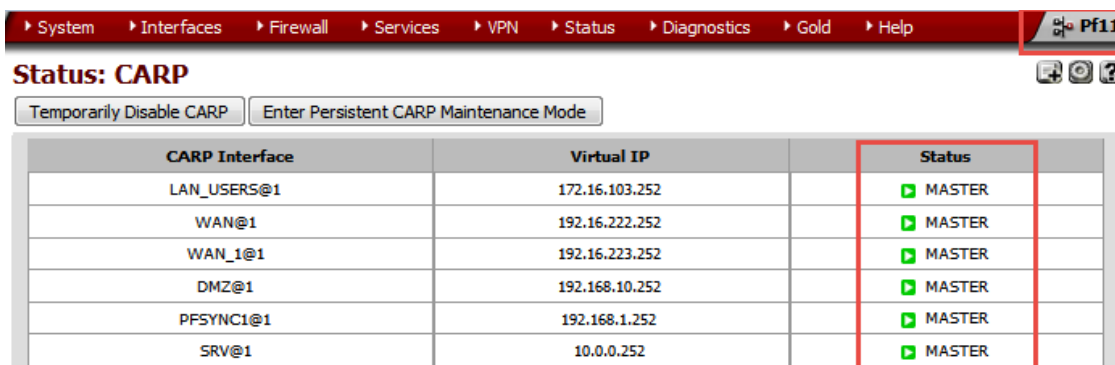 System Interfaces Firewall Services VPN Status Diagnostics Gold Help Pf11
Status: CARP
Temporarily Disable CARP Enter Persistent CARP Maintenance Mode
CARP Interface Virtual IP Status
LAN_USERS@1 172.16.103.252 MASTER
WAN@1 192.16.222.252 MASTER
WAN_1@1 192.16.223.252 MASTER
DMZ@1 192.168.10.252 MASTER
PFSYNC1@1 192.168.1.252 MASTER
SRV@1 10.0.0.252 MASTER